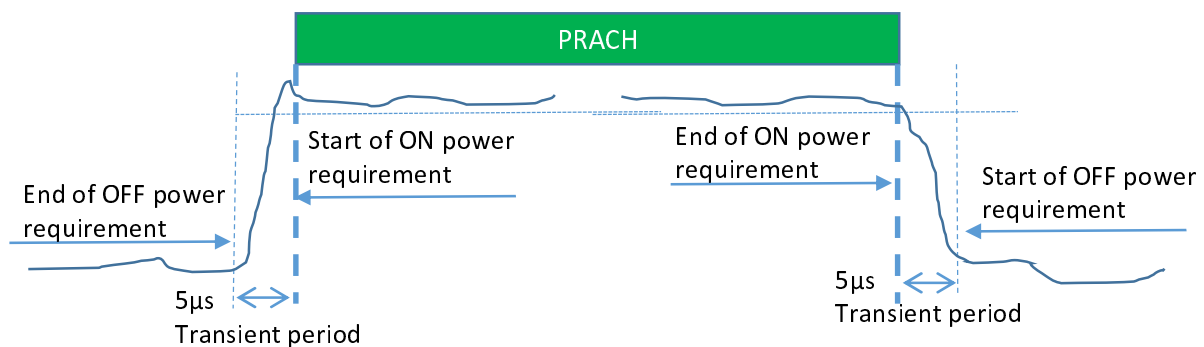 PRACH
Start of ON power
requirement
End of ON power
requirement
End of OFF power
requirement
Start of OFF power
requirement
5µs
Transient period
5µs
Transient period